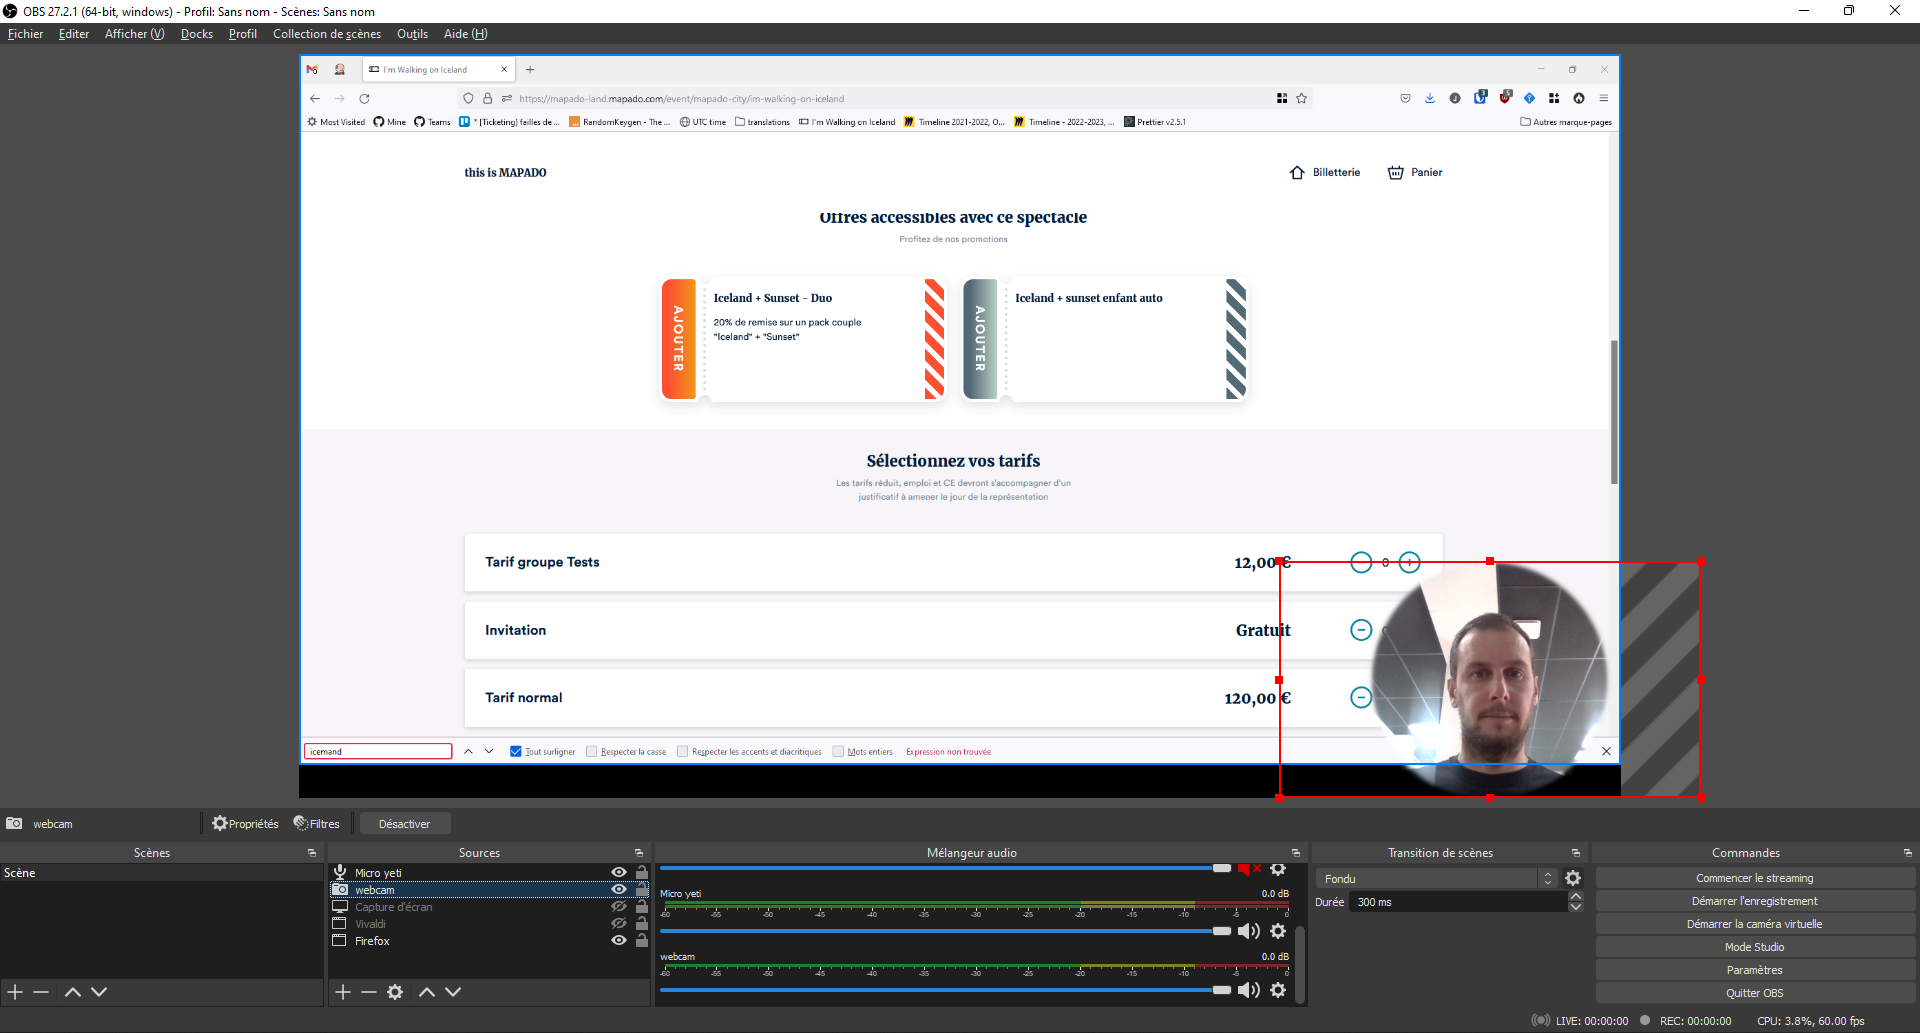 OBS 27.2.1 (64-bit, windows) - Profil: Sans nom - Scènes: Sans nom
Fichier Editer Afficher (V) Docks Profil Collection de scènes Outils Aide (H)
I'm Walking on Iceland
https://mapado-land.mapado.com/event/mapado-city/im-walking-on-iceland
Most Visited Mine Teams * [Ticketing] failles de ... RandomKeygen - The ... UTC time translations I'm Walking on Iceland Timeline 2021-2022, O... Timeline - 2022-2023, ... Prettier v2.5.1 Autres marque-pages
this is MAPADO Billetterie Panier
Offres accessibles avec ce spectacle
Profitez de nos promotions
AJOUTER
Iceland + Sunset - Duo
20% de remise sur un pack couple
"Iceland" + "Sunset"
AJOUTER
Iceland + sunset enfant auto
Sélectionnez vos tarifs
Les tarifs réduit, emploi et CE devront s'accompagner d'un
justificatif à amener le jour de la représentation
Tarif groupe Tests 12,00 € 0
Invitation Gratuit
Tarif normal 120,00 €
icemand Tout surligner Respecter la casse Respecter les accents et diacritiques Mots entiers Expression non trouvée
webcam Propriétés Filtres Désactiver
Scènes
Scène
Sources
Micro yeti
webcam
Capture d'écran
Vivaldi
Firefox
Mélangeur audio
Micro yeti 0.0 dB
-60 -55 -50 -45 -40 -35 -30 -25 -20 -15 -10 -5 0
webcam 0.0 dB
-60 -55 -50 -45 -40 -35 -30 -25 -20 -15 -10 -5 0
Transition de scènes
Fondu
Durée 300 ms
Commandes
Commencer le streaming
Démarrer l'enregistrement
Démarrer la caméra virtuelle
Mode Studio
Paramètres
Quitter OBS
LIVE: 00:00:00 REC: 00:00:00 CPU: 3.8%, 60.00 fps